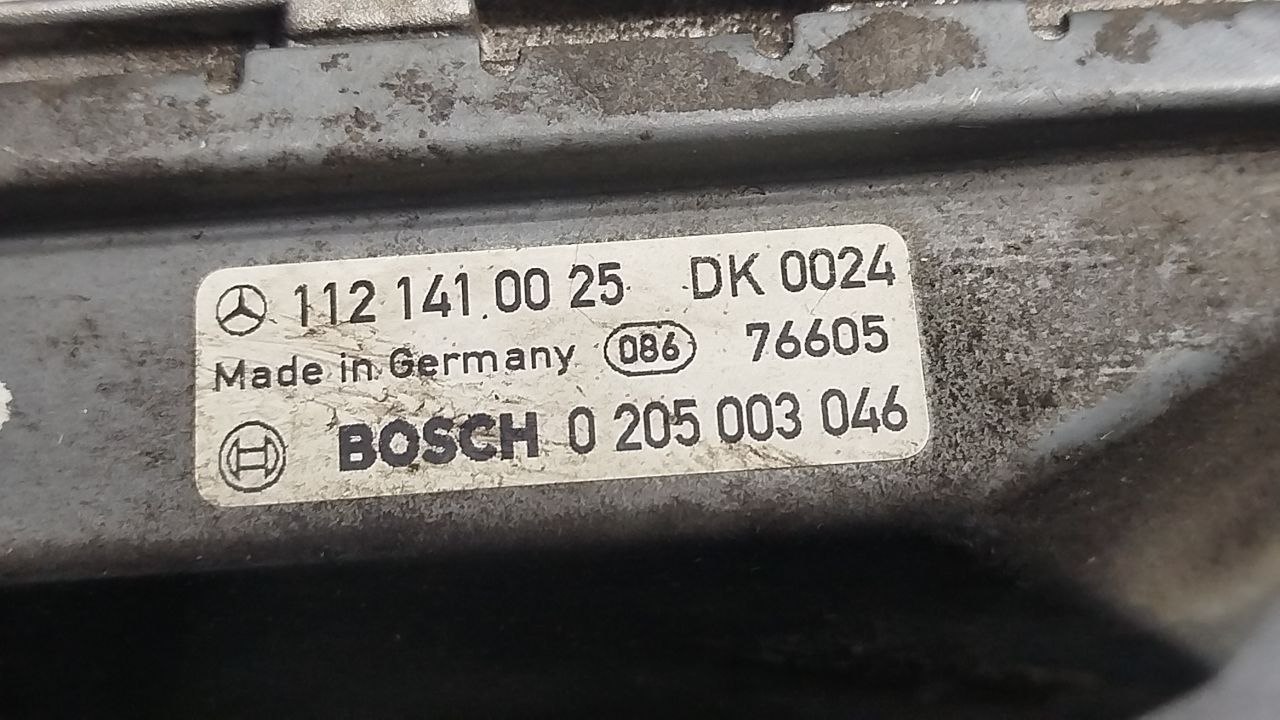 112 141 00 25 DK 0024
Made in Germany 086 76605
BOSCH 0 205 003 046